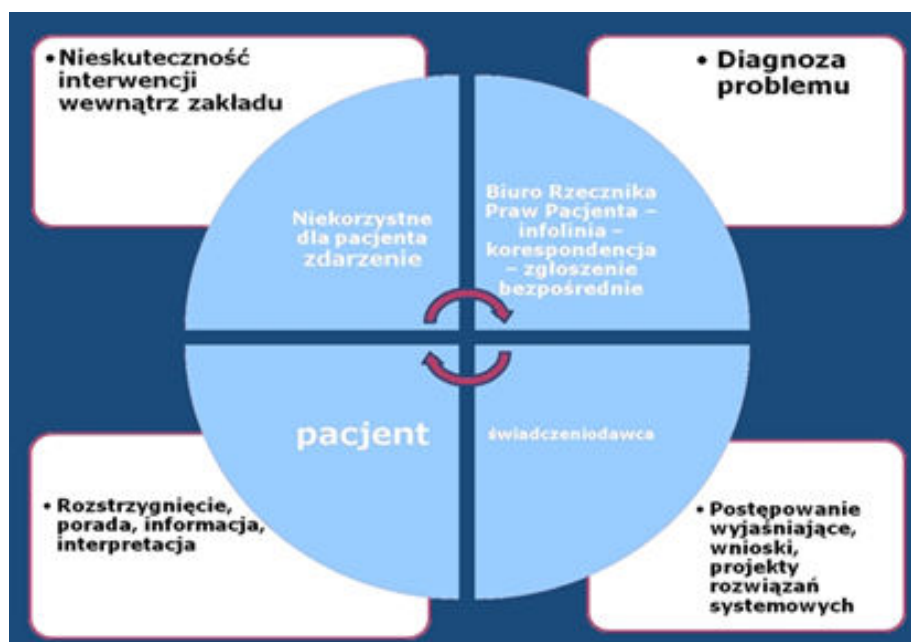 • Nieskuteczność
interwencji
wewnątrz zakładu
• Diagnoza
problemu
Niekorzystne
dla pacjenta
zdarzenie
Biuro Rzecznika
Praw Pacjenta –
infolinia –
korespondencja
– zgłoszenie
bezpośrednie
pacjent
świadczeniodawca
• Rozstrzygnięcie,
porada, informacja,
interpretacja
• Postępowanie
wyjaśniające,
wnioski,
projekty
rozwiązań
systemowych